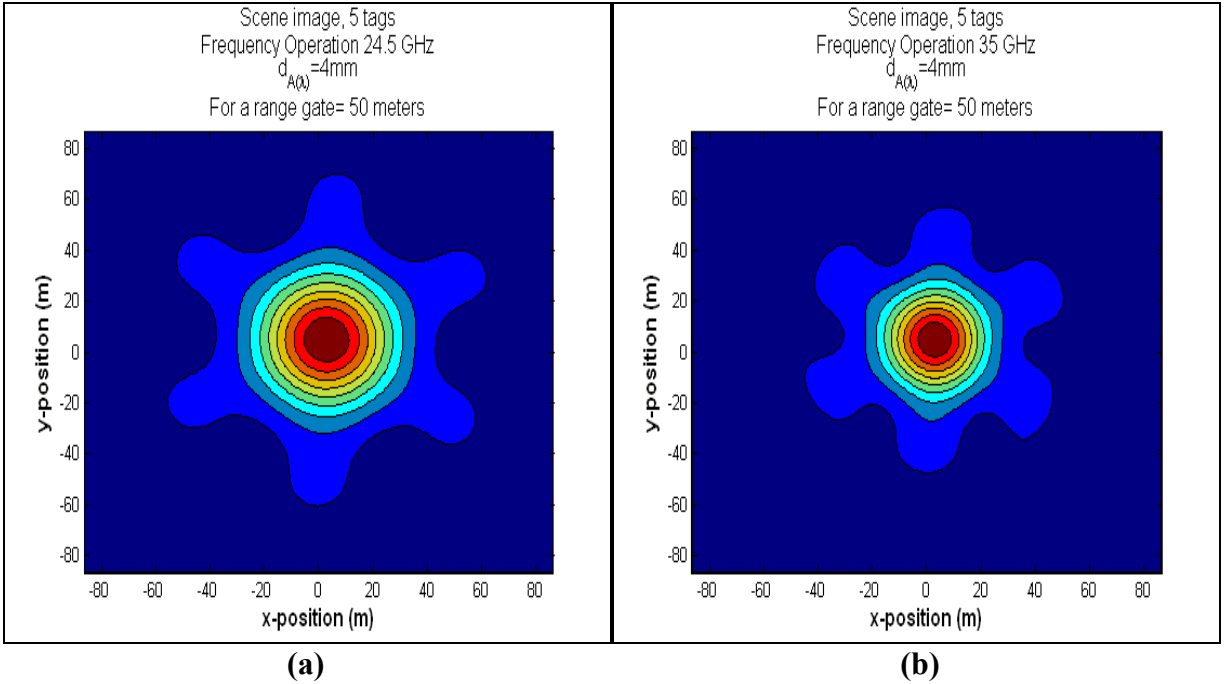 Scene image, 5 tags
Frequency Operation 24.5 GHz
d_A(λ)=4mm
For a range gate= 50 meters
80
60
40
20
0
-20
-40
-60
-80
y-position (m)
-80 -60 -40 -20 0 20 40 60 80
x-position (m)
(a)
Scene image, 5 tags
Frequency Operation 35 GHz
d_A(λ)=4mm
For a range gate= 50 meters
80
60
40
20
0
-20
-40
-60
-80
y-position (m)
-80 -60 -40 -20 0 20 40 60 80
x-position (m)
(b)